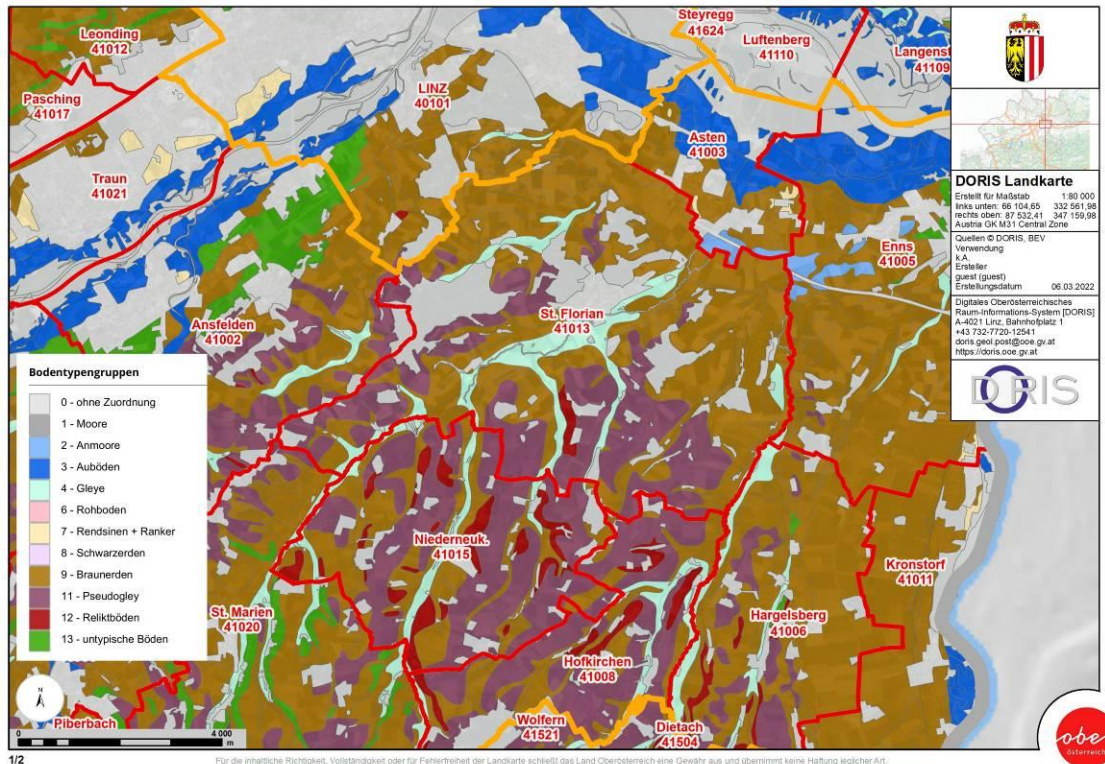 Leonding
41012
Pasching
41017
Traun
41021
LINZ
40101
Steyregg
41624
Luftenberg
41110
Langenst
41109
Asten
41003
Enns
41005
St. Florian
41013
Ansfelden
41002
Niederneuk.
41015
St. Marien
41020
Hofkirchen
41008
Hargelsberg
41006
Kronstorf
41011
Wolfern
41521
Dietach
41504
Piberbach
Bodentypengruppen
0 - ohne Zuordnung
1 - Moore
2 - Anmoore
3 - Auböden
4 - Gleye
6 - Rohboden
7 - Rendsinen + Ranker
8 - Schwarzerden
9 - Braunerden
11 - Pseudogley
12 - Reliktböden
13 - untypische Böden
N
0 4 000
m
DORIS Landkarte
Erstellt für Maßstab 1:80 000
links unten: 66 104,65 332 561,98
rechts oben: 87 532,41 347 159,98
Austria GK M31 Central Zone
Quellen © DORIS, BEV
Verwendung
k.A.
Ersteller
guest (guest)
Erstellungsdatum 06.03.2022
Digitales Oberösterreichisches
Raum-Informations-System [DORIS]
A-4021 Linz, Bahnhofplatz 1
+43 732-7720-12541
doris.geol.post@ooe.gv.at
https://doris.ooe.gv.at
DORIS
obe
österreich
1/2
Für die inhaltliche Richtigkeit, Vollständigkeit oder für Fehlerfreiheit der Landkarte schließt das Land Oberösterreich eine Gewähr aus und übernimmt keine Haftung jeglicher Art.